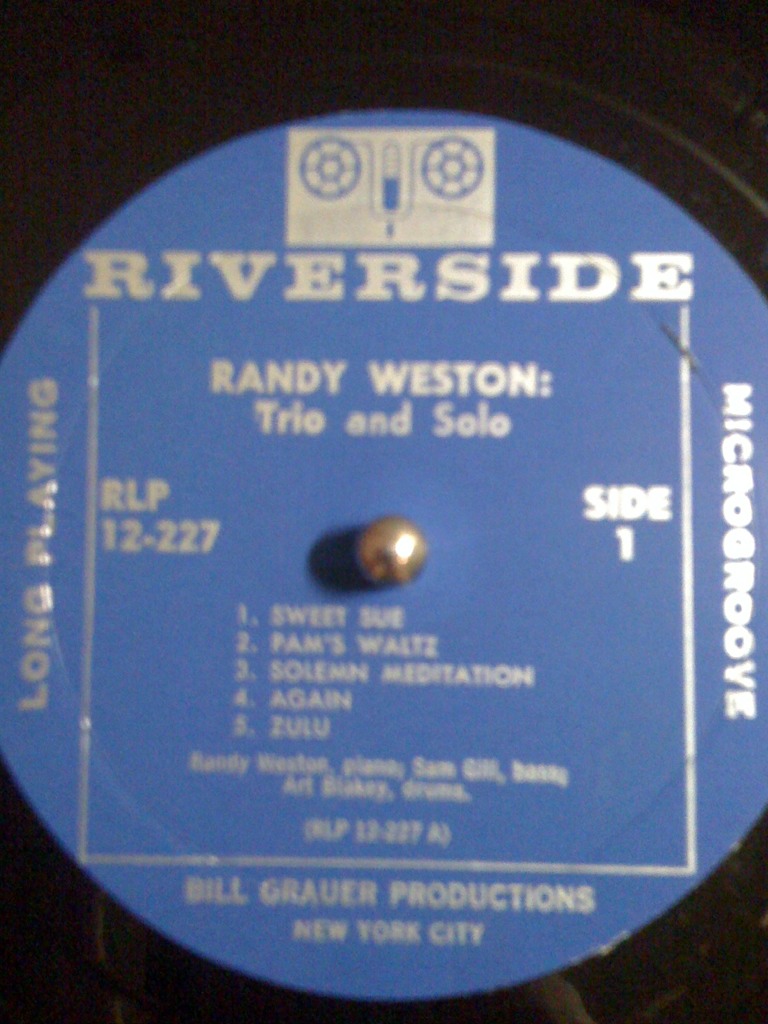 RIVERSIDE
RANDY WESTON:
Trio and Solo
LONG PLAYING
RLP
12-227
SIDE
1
MICROGROOVE
1. SWEET SUE
2. PAM'S WALTZ
3. SOLEMN MEDITATION
4. AGAIN
5. ZULU
Randy Weston, piano; Sam Gill, bass;
Art Blakey, drums.
(RLP 12-227 A)
BILL GRAUER PRODUCTIONS
NEW YORK CITY